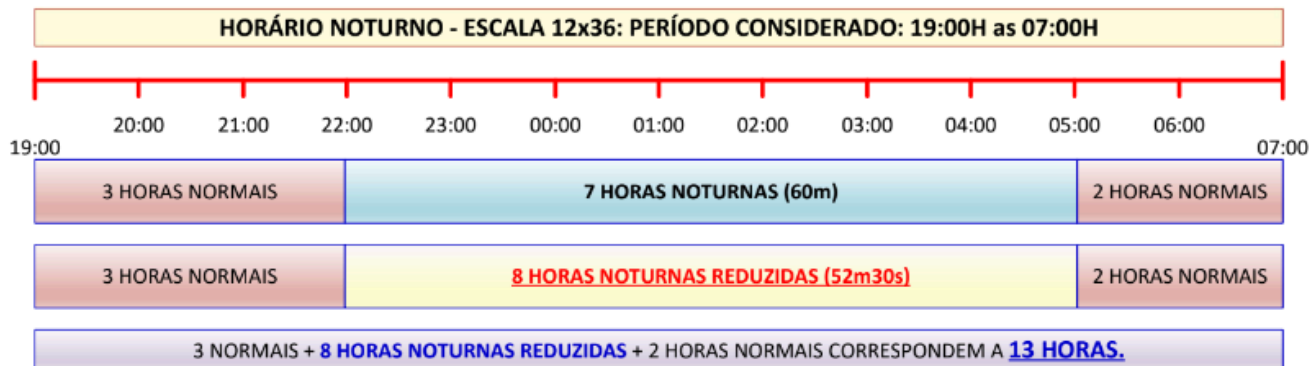 HORÁRIO NOTURNO - ESCALA 12x36: PERÍODO CONSIDERADO: 19:00H as 07:00H
20:00 21:00 22:00 23:00 00:00 01:00 02:00 03:00 04:00 05:00 06:00
19:00 07:00
3 HORAS NORMAIS 7 HORAS NOTURNAS (60m) 2 HORAS NORMAIS
3 HORAS NORMAIS 8 HORAS NOTURNAS REDUZIDAS (52m30s) 2 HORAS NORMAIS
3 NORMAIS + 8 HORAS NOTURNAS REDUZIDAS + 2 HORAS NORMAIS CORRESPONDEM A 13 HORAS.